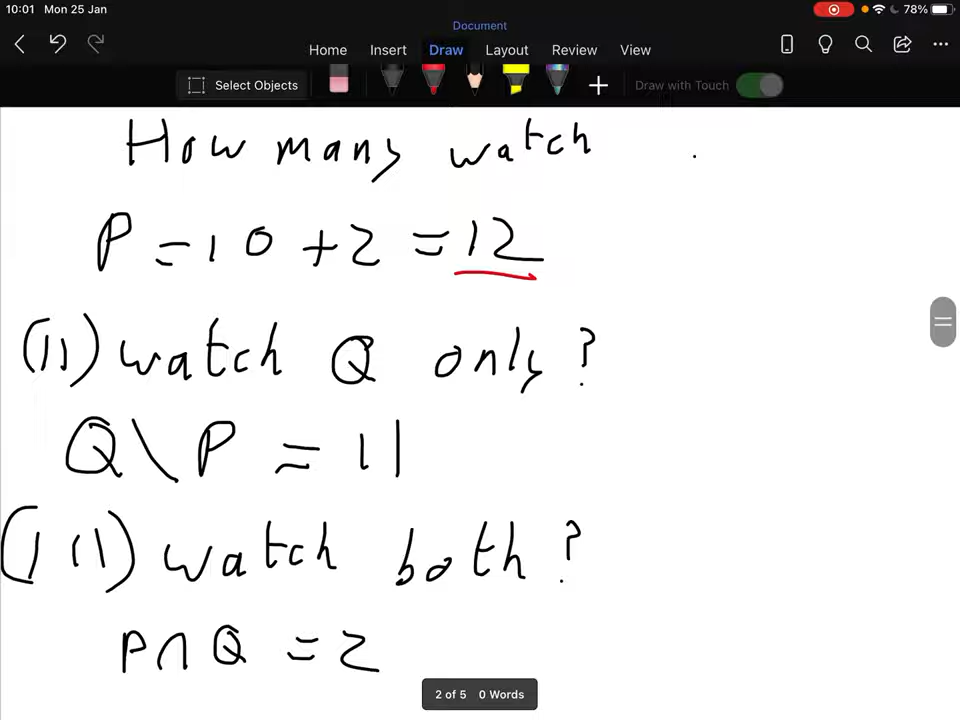 10:01 Mon 25 Jan 78%
Document
Home Insert Draw Layout Review View
Select Objects Draw with Touch
How many watch
P = 10 + 2 = 12
(ii) watch Q only?
Q \ P = 11
(iii) watch both?
P ∩ Q = 2
2 of 5 0 Words